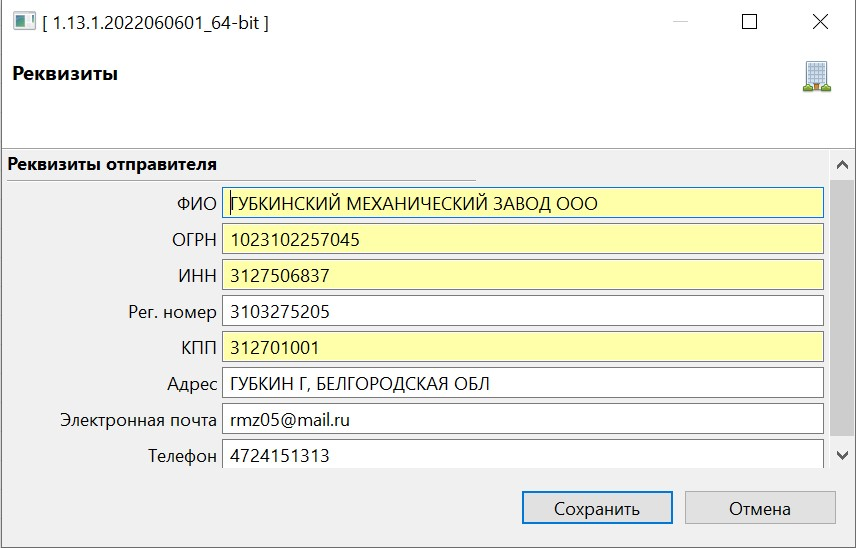 [ 1.13.1.2022060601_64-bit ]
Реквизиты
Реквизиты отправителя
ФИО ГУБКИНСКИЙ МЕХАНИЧЕСКИЙ ЗАВОД ООО
ОГРН 1023102257045
ИНН 3127506837
Рег. номер 3103275205
КПП 312701001
Адрес ГУБКИН Г, БЕЛГОРОДСКАЯ ОБЛ
Электронная почта rmz05@mail.ru
Телефон 4724151313
Сохранить Отмена